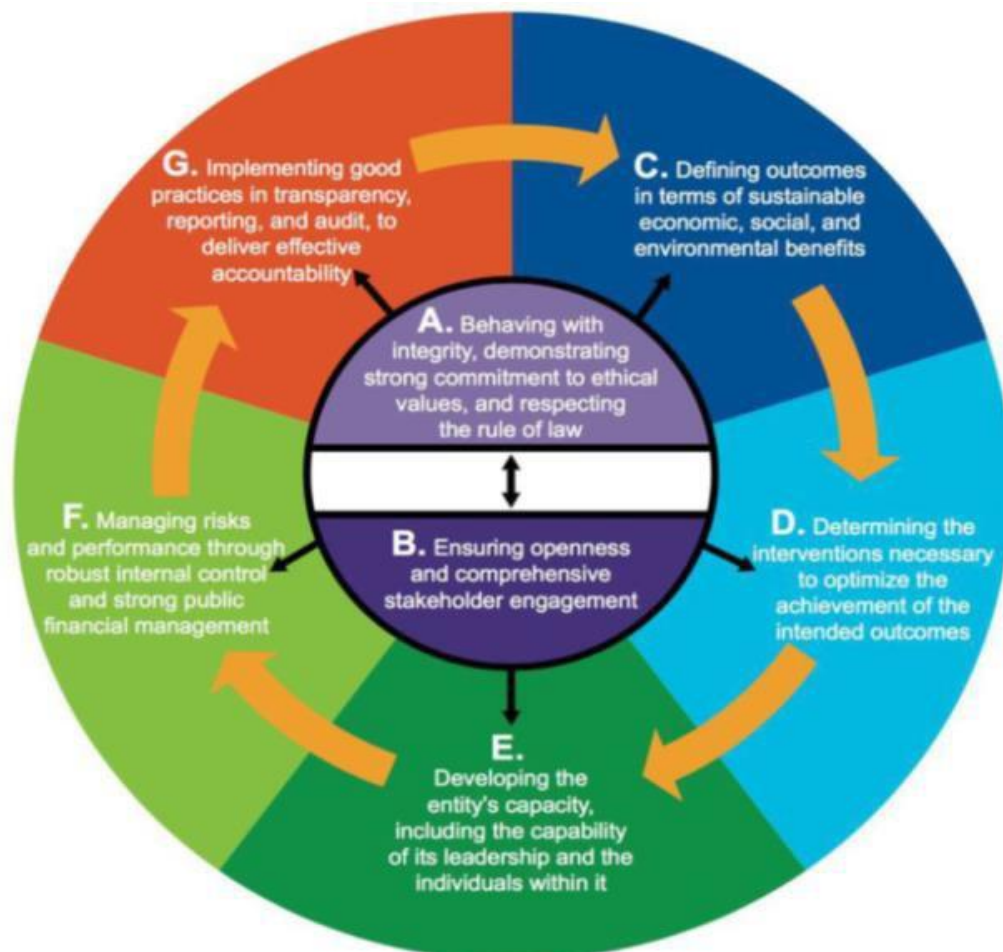 G. Implementing good
practices in transparency,
reporting, and audit, to
deliver effective
accountability
C. Defining outcomes
in terms of sustainable
economic, social, and
environmental benefits
A. Behaving with
integrity, demonstrating
strong commitment to ethical
values, and respecting
the rule of law
B. Ensuring openness
and comprehensive
stakeholder engagement
F. Managing risks
and performance through
robust internal control
and strong public
financial management
D. Determining the
interventions necessary
to optimize the
achievement of the
intended outcomes
E.
Developing the
entity's capacity,
including the capability
of its leadership and the
individuals within it